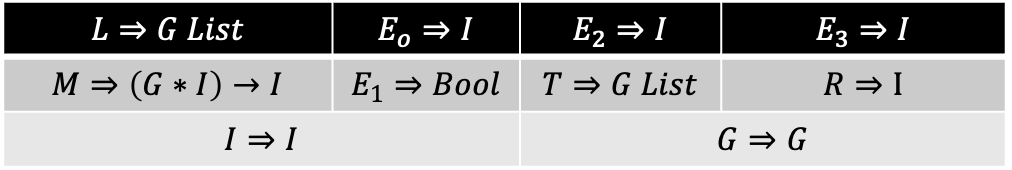 L ⇒ G List E₀ ⇒ I E₂ ⇒ I E₃ ⇒ I
M ⇒ (G * I) → I E₁ ⇒ Bool T ⇒ G List R ⇒ I
I ⇒ I G ⇒ G